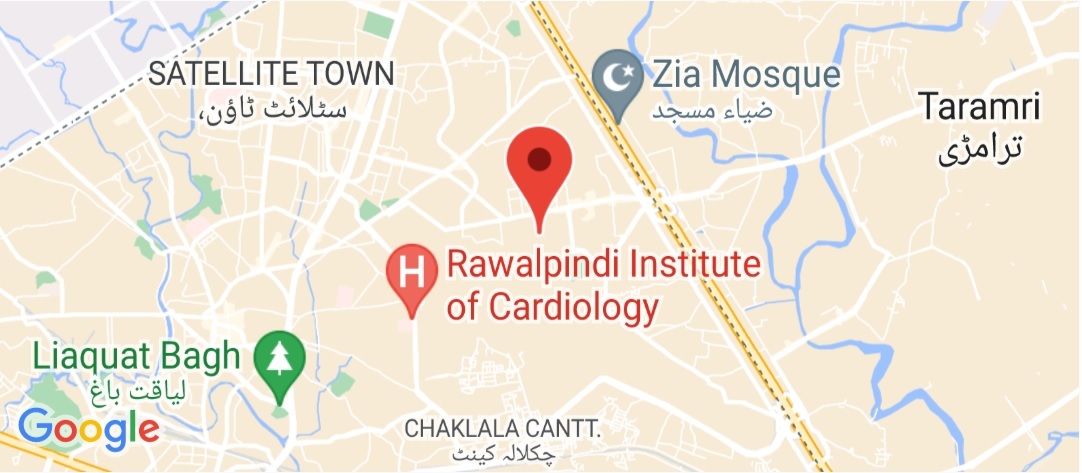 SATELLITE TOWN
سٹلائٹ ٹاؤن،
Zia Mosque
ضیاء مسجد
Taramri
ترامڑی
H
Rawalpindi Institute
of Cardiology
Liaquat Bagh
لیاقت باغ
Google
CHAKLALA CANTT.
چکلالہ کینٹ